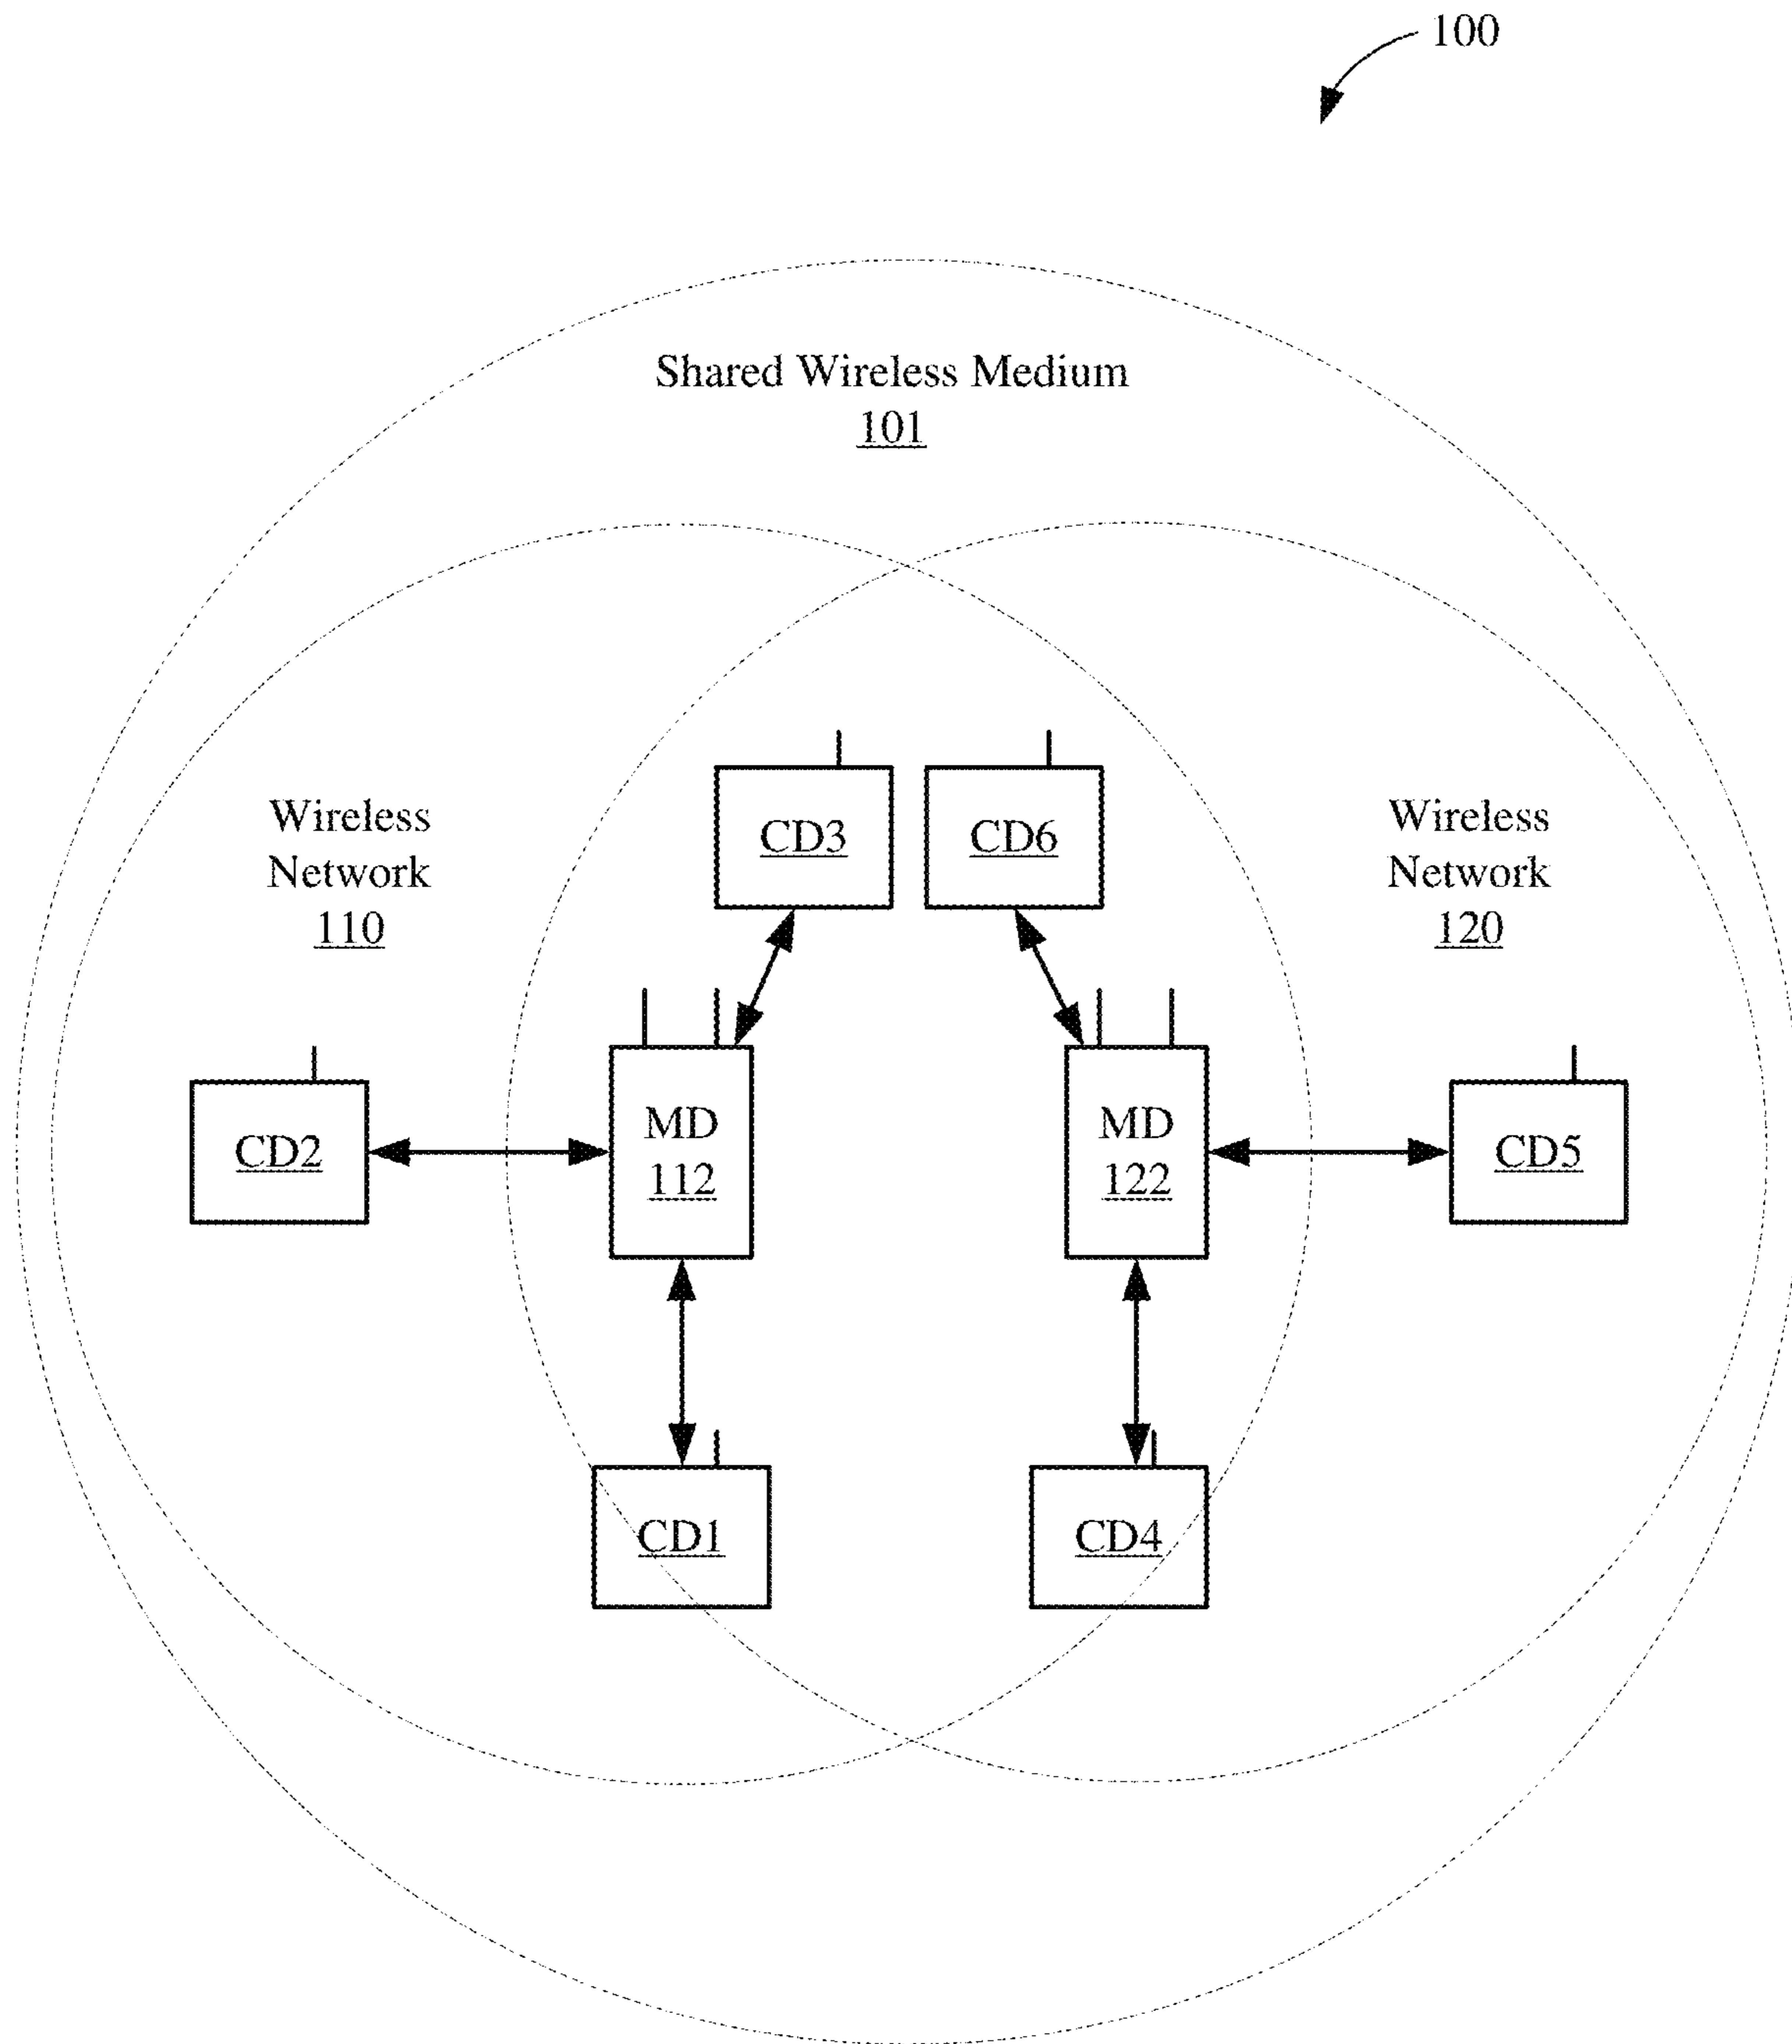 100
Shared Wireless Medium
101
Wireless
Network
110
CD3
CD6
Wireless
Network
120
CD2
MD
112
MD
122
CD5
CD1
CD4